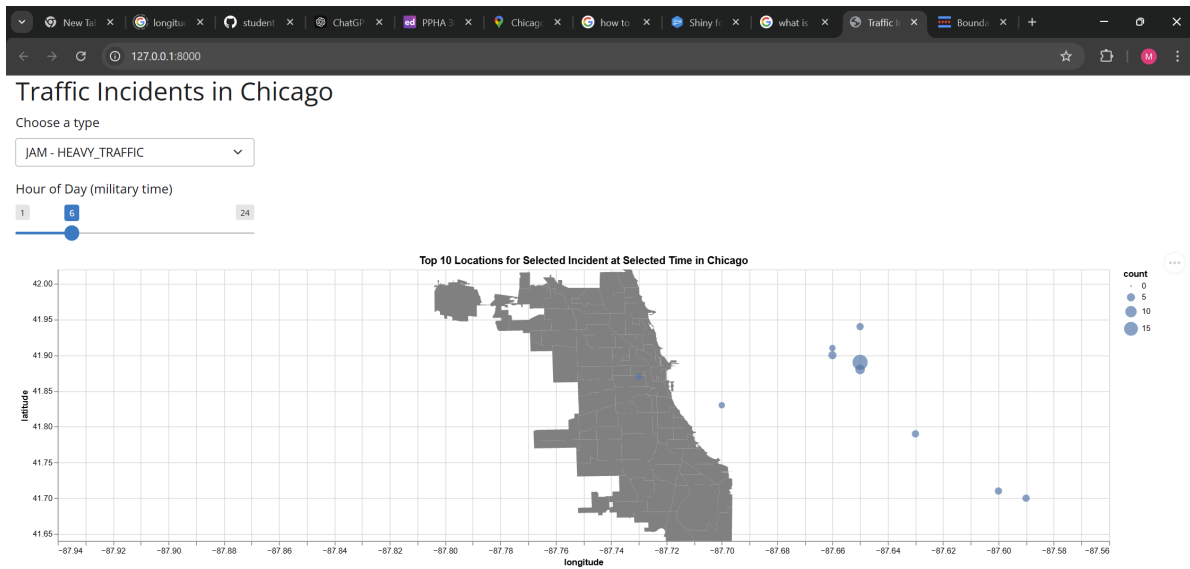 New Tal
longituc
student:
ChatGP
PPHA 3
Chicago
how to
Shiny fo
what is
Traffic In
Bounda
127.0.0.1:8000
M
Traffic Incidents in Chicago
Choose a type
JAM - HEAVY_TRAFFIC
Hour of Day (military time)
1 6 24
Top 10 Locations for Selected Incident at Selected Time in Chicago
count
0
5
10
15
42.00
41.95
41.90
41.85
41.80
41.75
41.70
41.65
latitude
−87.94 −87.92 −87.90 −87.88 −87.86 −87.84 −87.82 −87.80 −87.78 −87.76 −87.74 −87.72 −87.70 −87.68 −87.66 −87.64 −87.62 −87.60 −87.58 −87.56
longitude